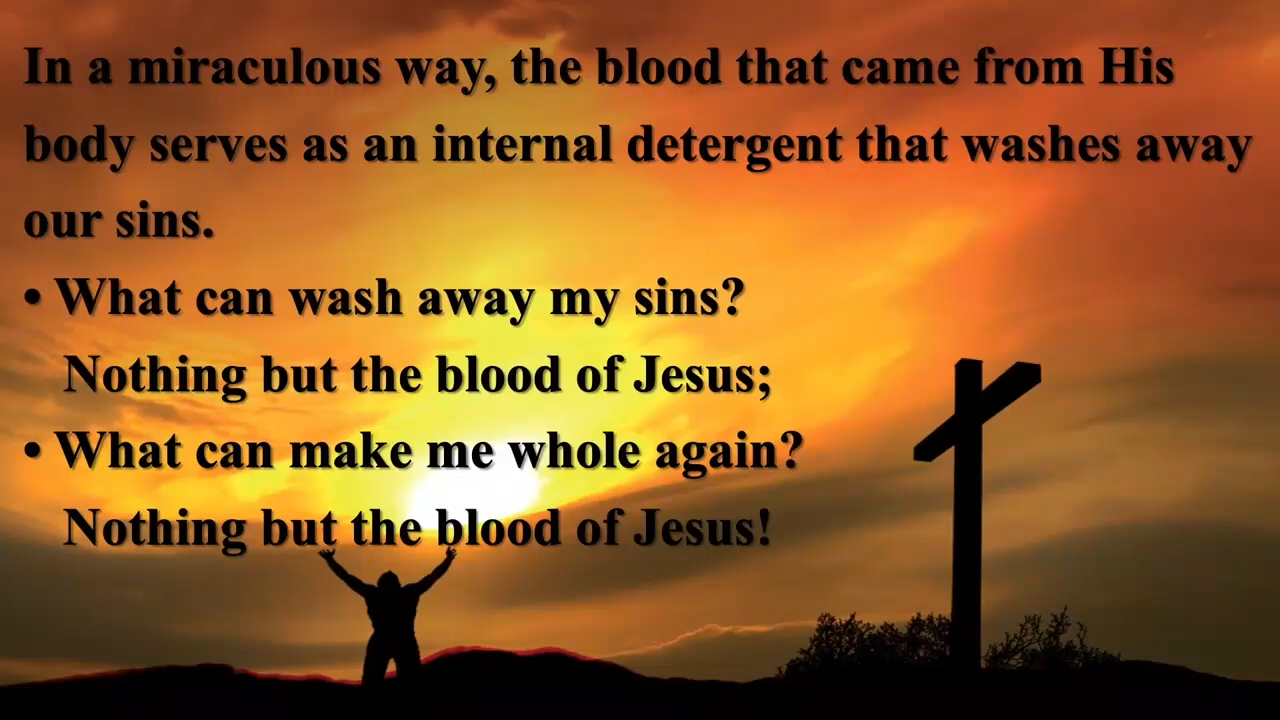 In a miraculous way, the blood that came from His
body serves as an internal detergent that washes away
our sins.
• What can wash away my sins?
Nothing but the blood of Jesus;
• What can make me whole again?
Nothing but the blood of Jesus!